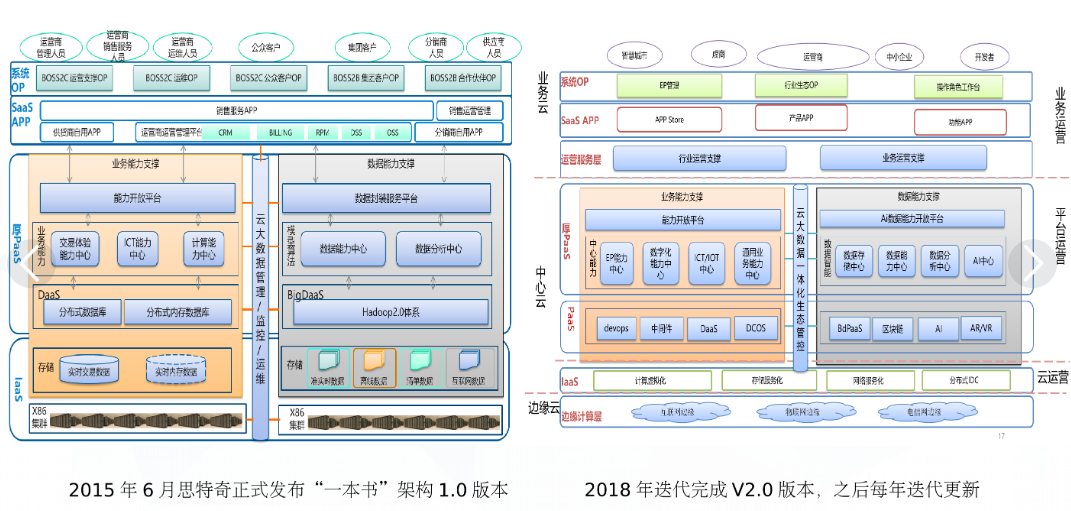 运营商
管理人员
运营商
销售服务
人员
运营商
运维人员
公众客户
集团客户
分销商
人员
供应商
人员
系统
OP
BOSS2C 运营支撑OP
BOSS2C 运维OP
BOSS2C 公众客户OP
BOSS2B 集团客户OP
BOSS2B 合作伙伴OP
SaaS
APP
销售服务APP
销售运营管理
供应商自用APP
运营商运营管理平台
CRM
BILLING
RPM
DSS
OSS
分销商自用APP
厚PaaS
业务能力支撑
能力开放平台
业务能力
交易体验
能力中心
ICT能力
中心
计算能
力中心
DaaS
分布式数据库
分布式内存数据库
云大数据管理/监控/运维
数据能力支撑
数据封装服务平台
模型算法
数据能力中心
数据分析中心
BigDaaS
Hadoop2.0体系
IaaS
存储
实时交易数据
实时内存数据
存储
准实时数据
离线数据
清单数据
互联网数据
X86
集群
X86
集群
2015 年 6 月思特奇正式发布“一本书”架构 1.0 版本
智慧城市
虚商
运营商
中小企业
开发者
业务云
业务运营
系统OP
EP管理
行业生态OP
操作角色工作台
SaaS APP
APP Store
产品APP
功能APP
运营服务层
行业运营支撑
业务运营支撑
中心云
平台运营
厚PaaS
业务能力支撑
能力开放平台
中心能力
EP能力
中心
数字化
能力中
心
ICT/IOT
中心
通用业
务能力中
心
云大数据一体化生态管控
数据能力支撑
Ai数据能力开放平台
数据智能
数据存
储中心
数据能
力中心
数据分
析中心
AI中心
PaaS
devops
中间件
DaaS
DCOS
BdPaaS
区块链
AI
AR/VR
IaaS
计算虚拟化
存储服务化
网络服务化
分布式IDC
云运营
边缘云
边缘计算层
互联网边缘
物联网边缘
电信网边缘
17
2018 年迭代完成 V2.0 版本，之后每年迭代更新